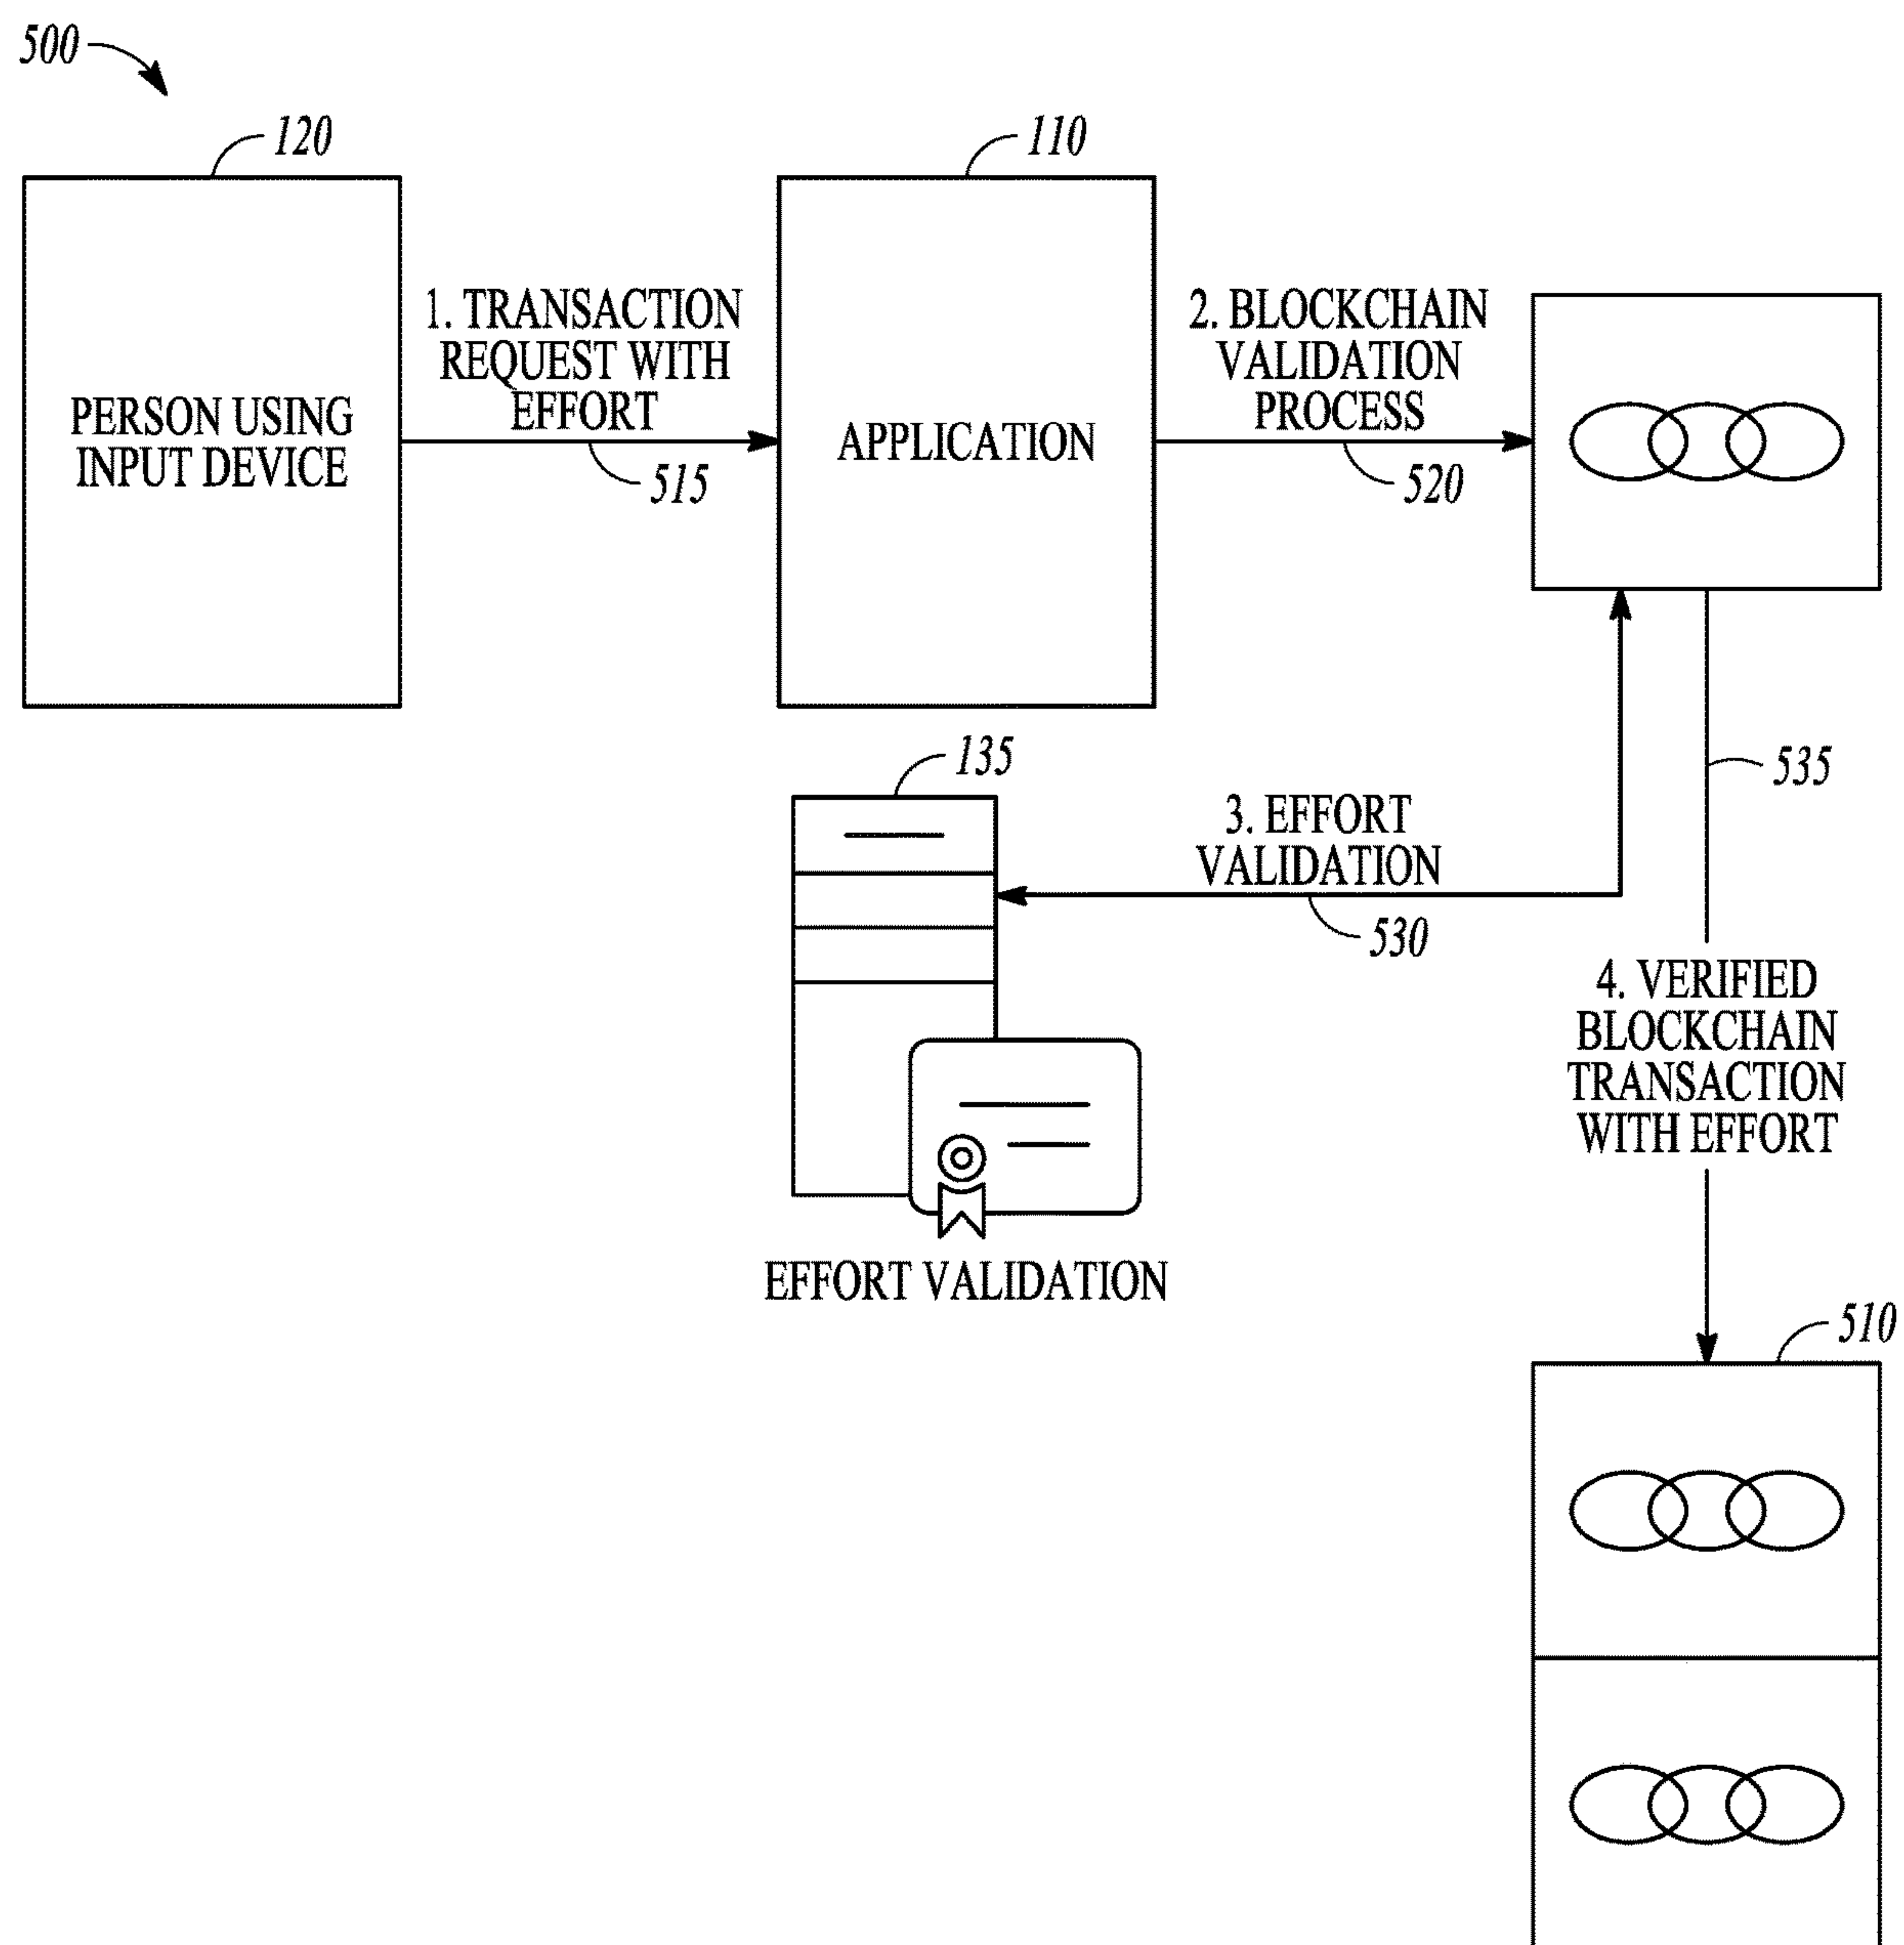 500
120
110
PERSON USING
INPUT DEVICE
1. TRANSACTION
REQUEST WITH
EFFORT
515
APPLICATION
2. BLOCKCHAIN
VALIDATION
PROCESS
520
135
3. EFFORT
VALIDATION
530
535
EFFORT VALIDATION
4. VERIFIED
BLOCKCHAIN
TRANSACTION
WITH EFFORT
510